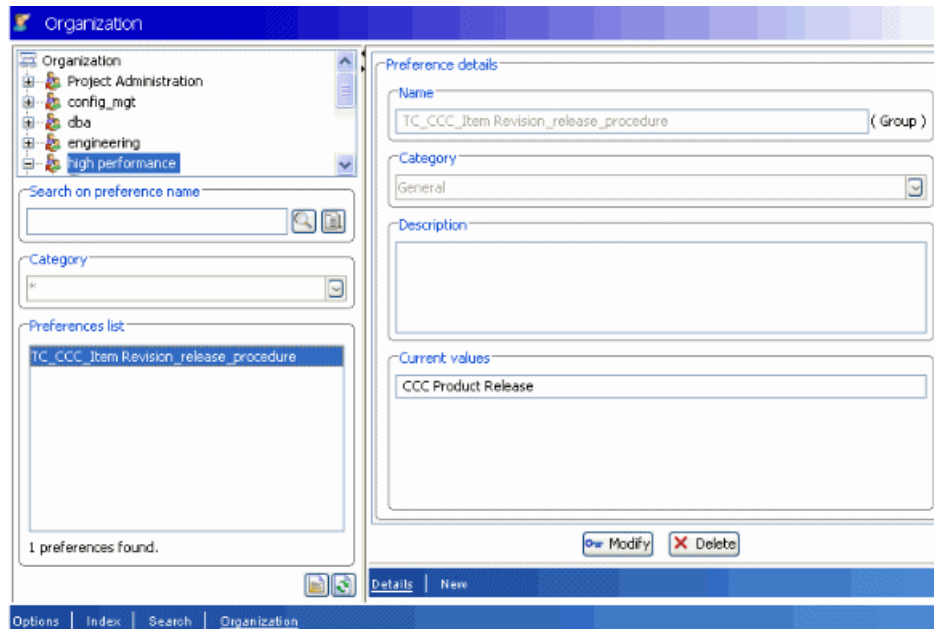 Organization
Organization
Project Administration
config_mgt
dba
engineering
high performance
Search on preference name
Category
*
Preferences list
TC_CCC_Item Revision_release_procedure
1 preferences found.
Preference details
Name
TC_CCC_Item Revision_release_procedure ( Group )
Category
General
Description
Current values
CCC Product Release
Modify Delete
Details New
Options Index Search Organization